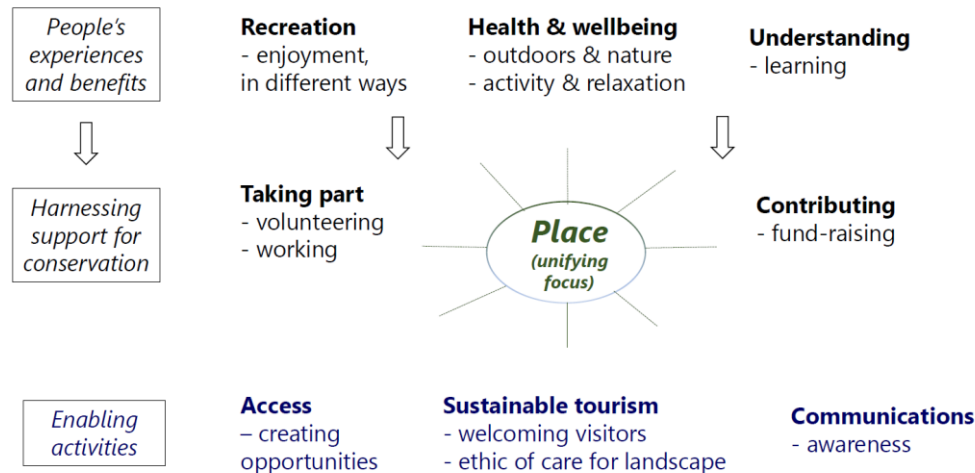 People's
experiences
and benefits
Recreation
- enjoyment,
in different ways
Health & wellbeing
- outdoors & nature
- activity & relaxation
Understanding
- learning
Harnessing
support for
conservation
Taking part
- volunteering
- working
Place
(unifying
focus)
Contributing
- fund-raising
Enabling
activities
Access
– creating
opportunities
Sustainable tourism
- welcoming visitors
- ethic of care for landscape
Communications
- awareness